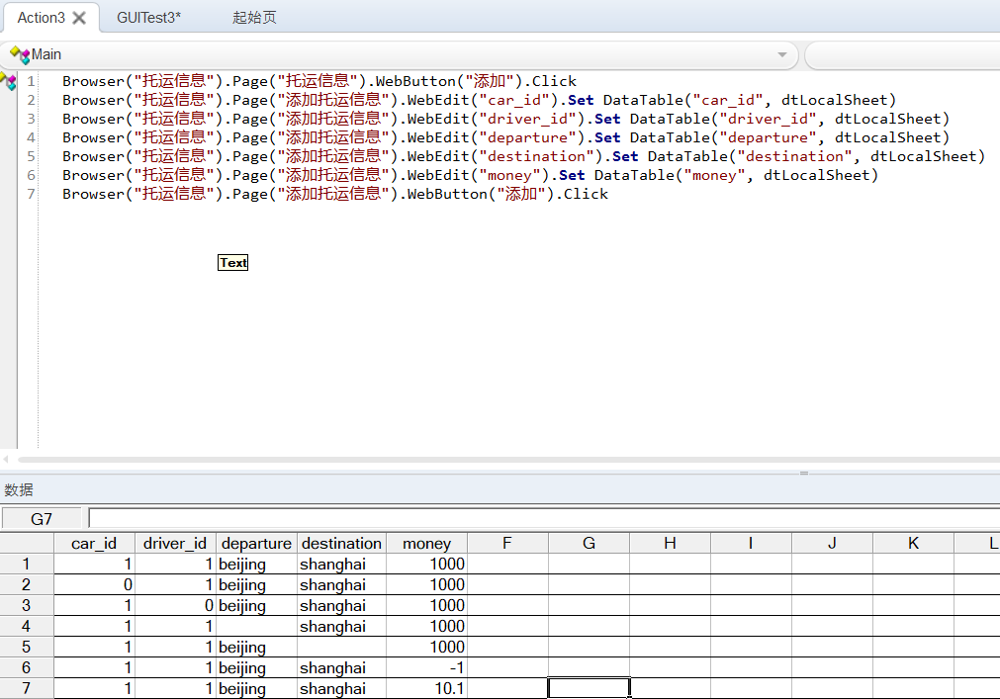 Action3 GUITest3* 起始页
Main
1 Browser("托运信息").Page("托运信息").WebButton("添加").Click
2 Browser("托运信息").Page("添加托运信息").WebEdit("car_id").Set DataTable("car_id", dtLocalSheet)
3 Browser("托运信息").Page("添加托运信息").WebEdit("driver_id").Set DataTable("driver_id", dtLocalSheet)
4 Browser("托运信息").Page("添加托运信息").WebEdit("departure").Set DataTable("departure", dtLocalSheet)
5 Browser("托运信息").Page("添加托运信息").WebEdit("destination").Set DataTable("destination", dtLocalSheet)
6 Browser("托运信息").Page("添加托运信息").WebEdit("money").Set DataTable("money", dtLocalSheet)
7 Browser("托运信息").Page("添加托运信息").WebButton("添加").Click
Text
数据
G7
car_id driver_id departure destination money F G H I J K L
1 1 1 beijing shanghai 1000
2 0 1 beijing shanghai 1000
3 1 0 beijing shanghai 1000
4 1 1 shanghai 1000
5 1 1 beijing 1000
6 1 1 beijing shanghai -1
7 1 1 beijing shanghai 10.1